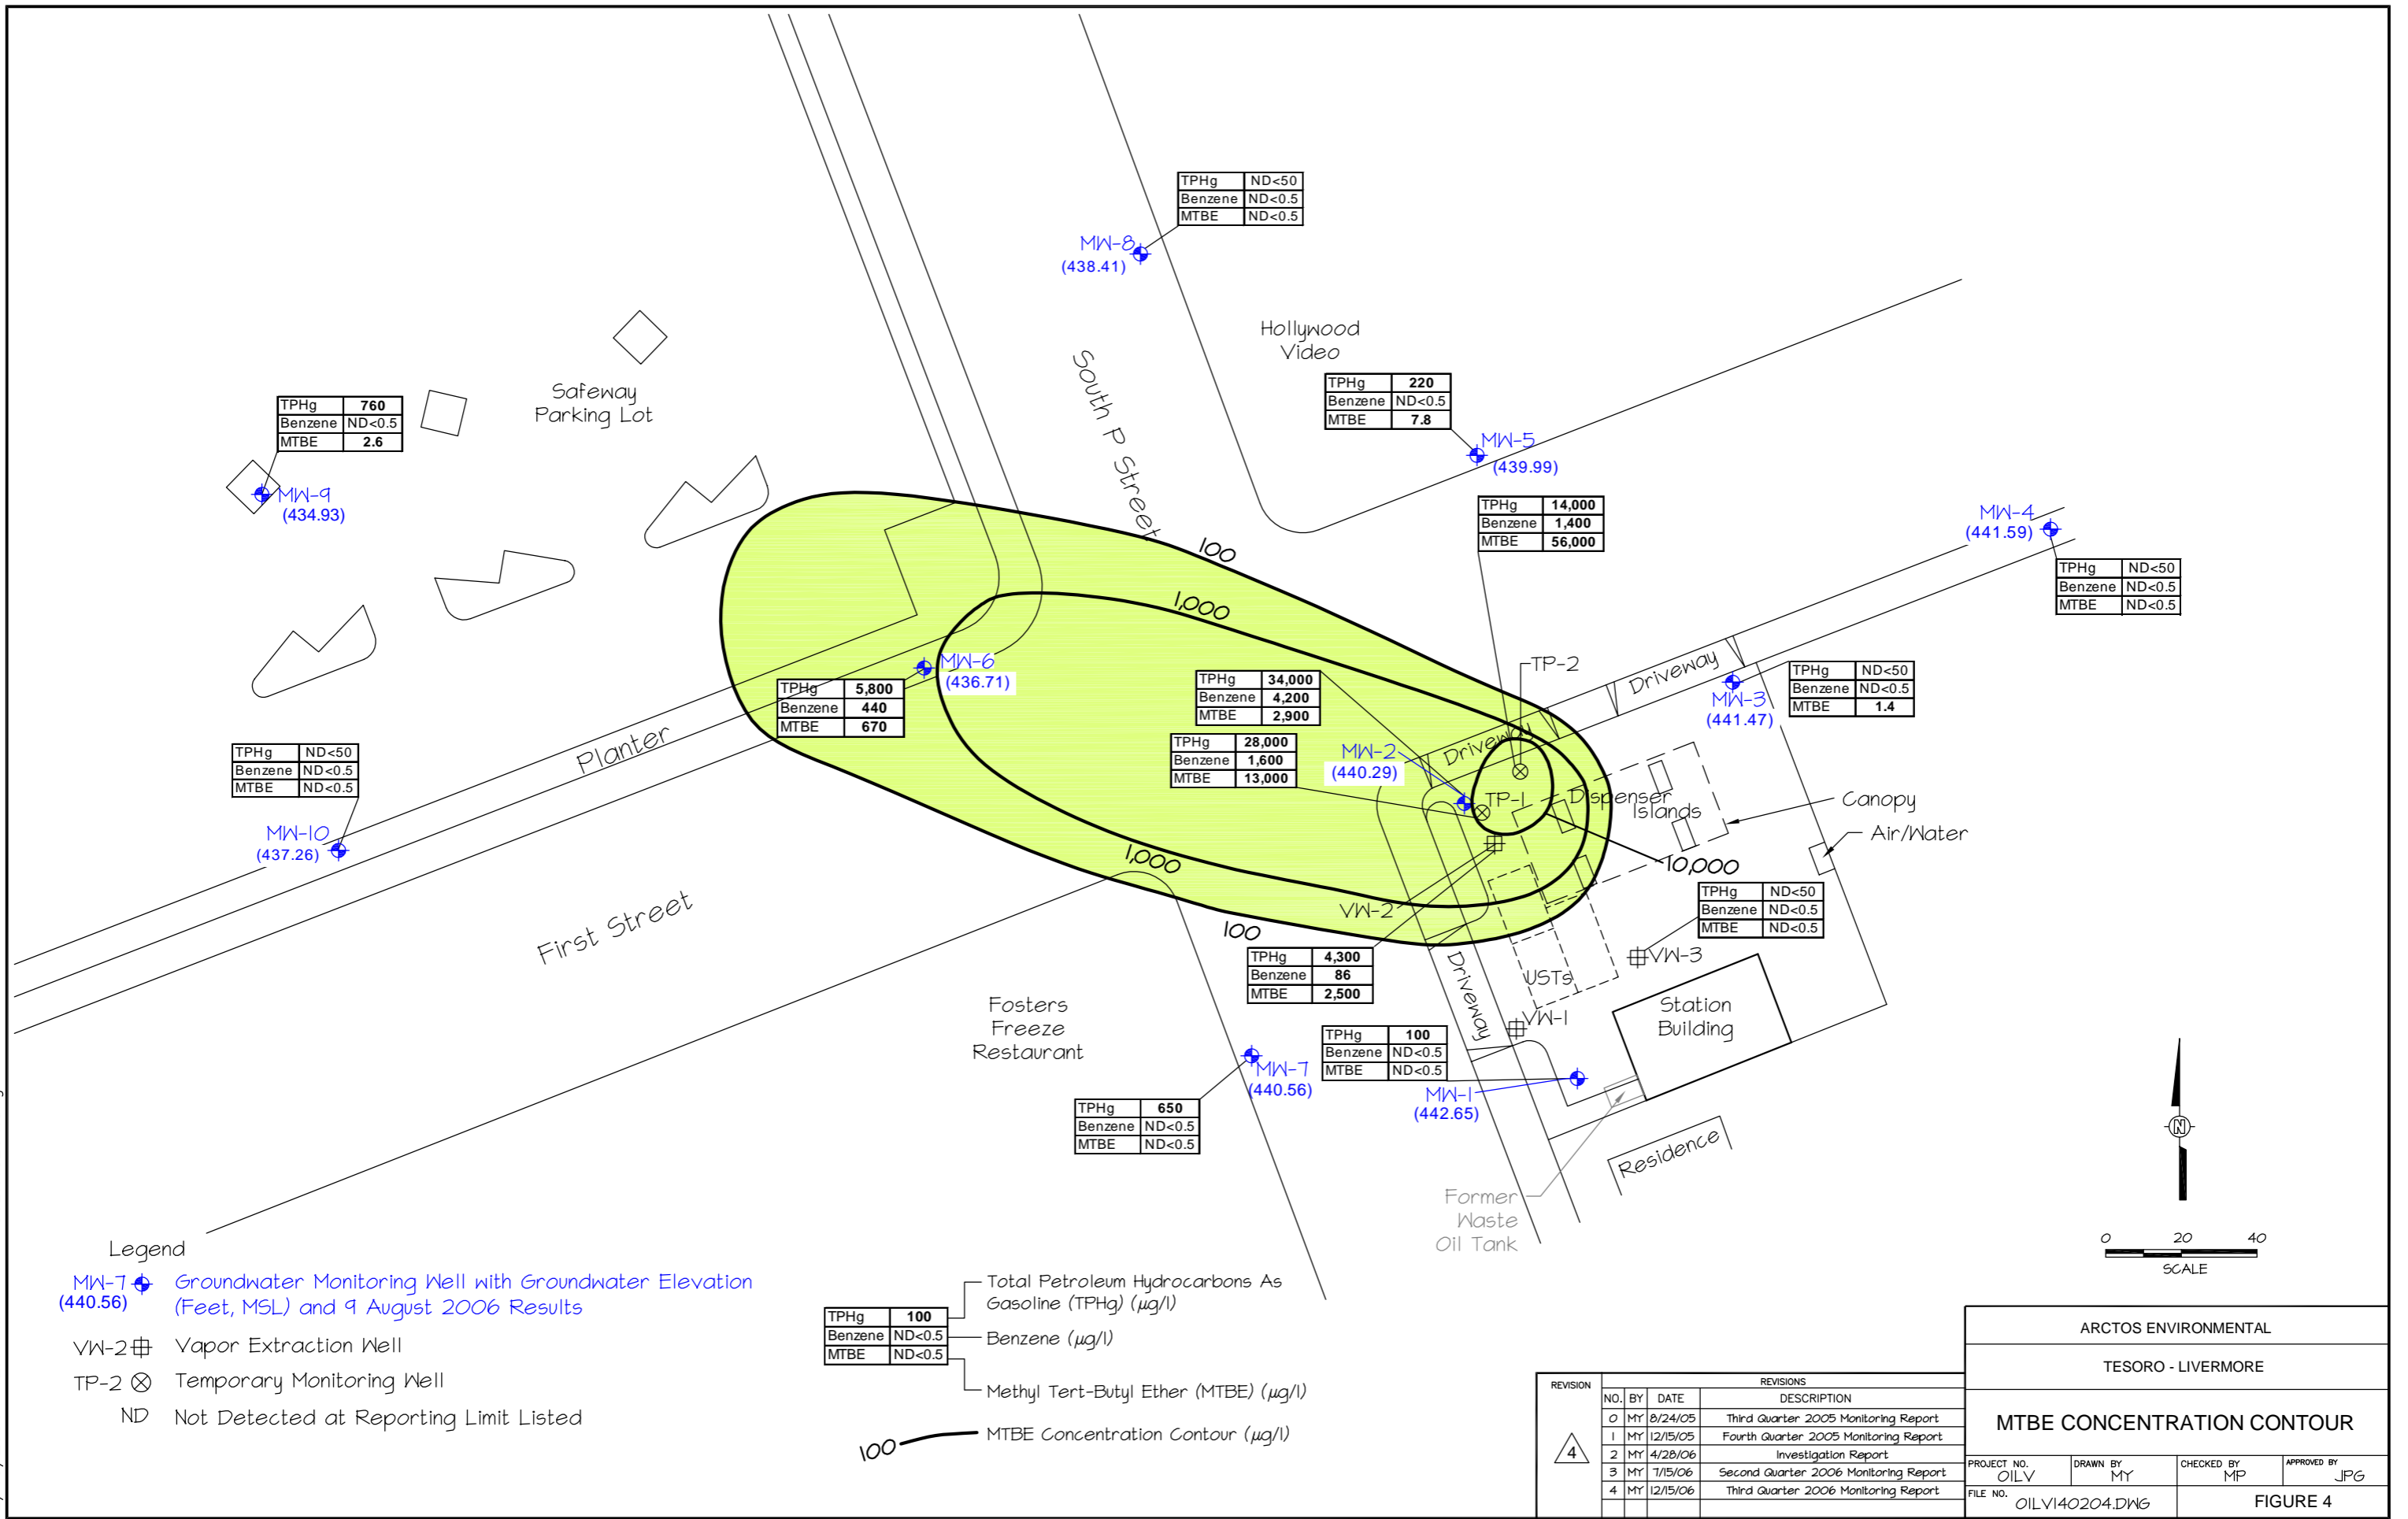 TPHg ND<50
Benzene ND<0.5
MTBE ND<0.5
MW-8
(438.41)
Hollywood
Video
South P Street
Safeway
Parking Lot
TPHg 760
Benzene ND<0.5
MTBE 2.6
MW-9
(434.93)
TPHg 220
Benzene ND<0.5
MTBE 7.8
MW-5
(439.99)
TPHg 14,000
Benzene 1,400
MTBE 56,000
MW-4
(441.59)
TPHg ND<50
Benzene ND<0.5
MTBE ND<0.5
100
1,000
MW-6
(436.71)
TPHg 5,800
Benzene 440
MTBE 670
TPHg 34,000
Benzene 4,200
MTBE 2,900
TP-2
Driveway
TPHg ND<50
Benzene ND<0.5
MTBE 1.4
MW-3
(441.47)
TPHg 28,000
Benzene 1,600
MTBE 13,000
MW-2
(440.29)
Driveway
Planter
TPHg ND<50
Benzene ND<0.5
MTBE ND<0.5
MW-10
(437.26)
TP-1
Dispenser
Islands
Canopy
Air/Water
1,000
10,000
First Street
VW-2
100
TPHg ND<50
Benzene ND<0.5
MTBE ND<0.5
VW-3
TPHg 4,300
Benzene 86
MTBE 2,500
Driveway
USTs
Station
Building
Fosters
Freeze
Restaurant
VW-1
TPHg 100
Benzene ND<0.5
MTBE ND<0.5
MW-7
(440.56)
MW-1
(442.65)
TPHg 650
Benzene ND<0.5
MTBE ND<0.5
Residence
Former
Waste
Oil Tank
N
0 20 40
SCALE
Legend
MW-7
(440.56)
Groundwater Monitoring Well with Groundwater Elevation
(Feet, MSL) and 9 August 2006 Results
VW-2 Vapor Extraction Well
TP-2 Temporary Monitoring Well
ND Not Detected at Reporting Limit Listed
TPHg 100
Benzene ND<0.5
MTBE ND<0.5
Total Petroleum Hydrocarbons As
Gasoline (TPHg) (µg/l)
Benzene (µg/l)
Methyl Tert-Butyl Ether (MTBE) (µg/l)
100 MTBE Concentration Contour (µg/l)
REVISION
4
REVISIONS
NO. BY DATE DESCRIPTION
0 MY 8/24/05 Third Quarter 2005 Monitoring Report
1 MY 12/15/05 Fourth Quarter 2005 Monitoring Report
2 MY 4/28/06 Investigation Report
3 MY 7/15/06 Second Quarter 2006 Monitoring Report
4 MY 12/15/06 Third Quarter 2006 Monitoring Report
ARCTOS ENVIRONMENTAL
TESORO - LIVERMORE
MTBE CONCENTRATION CONTOUR
PROJECT NO. 01LV
DRAWN BY MY
CHECKED BY MP
APPROVED BY JPG
FILE NO. 01LV140204.DWG
FIGURE 4